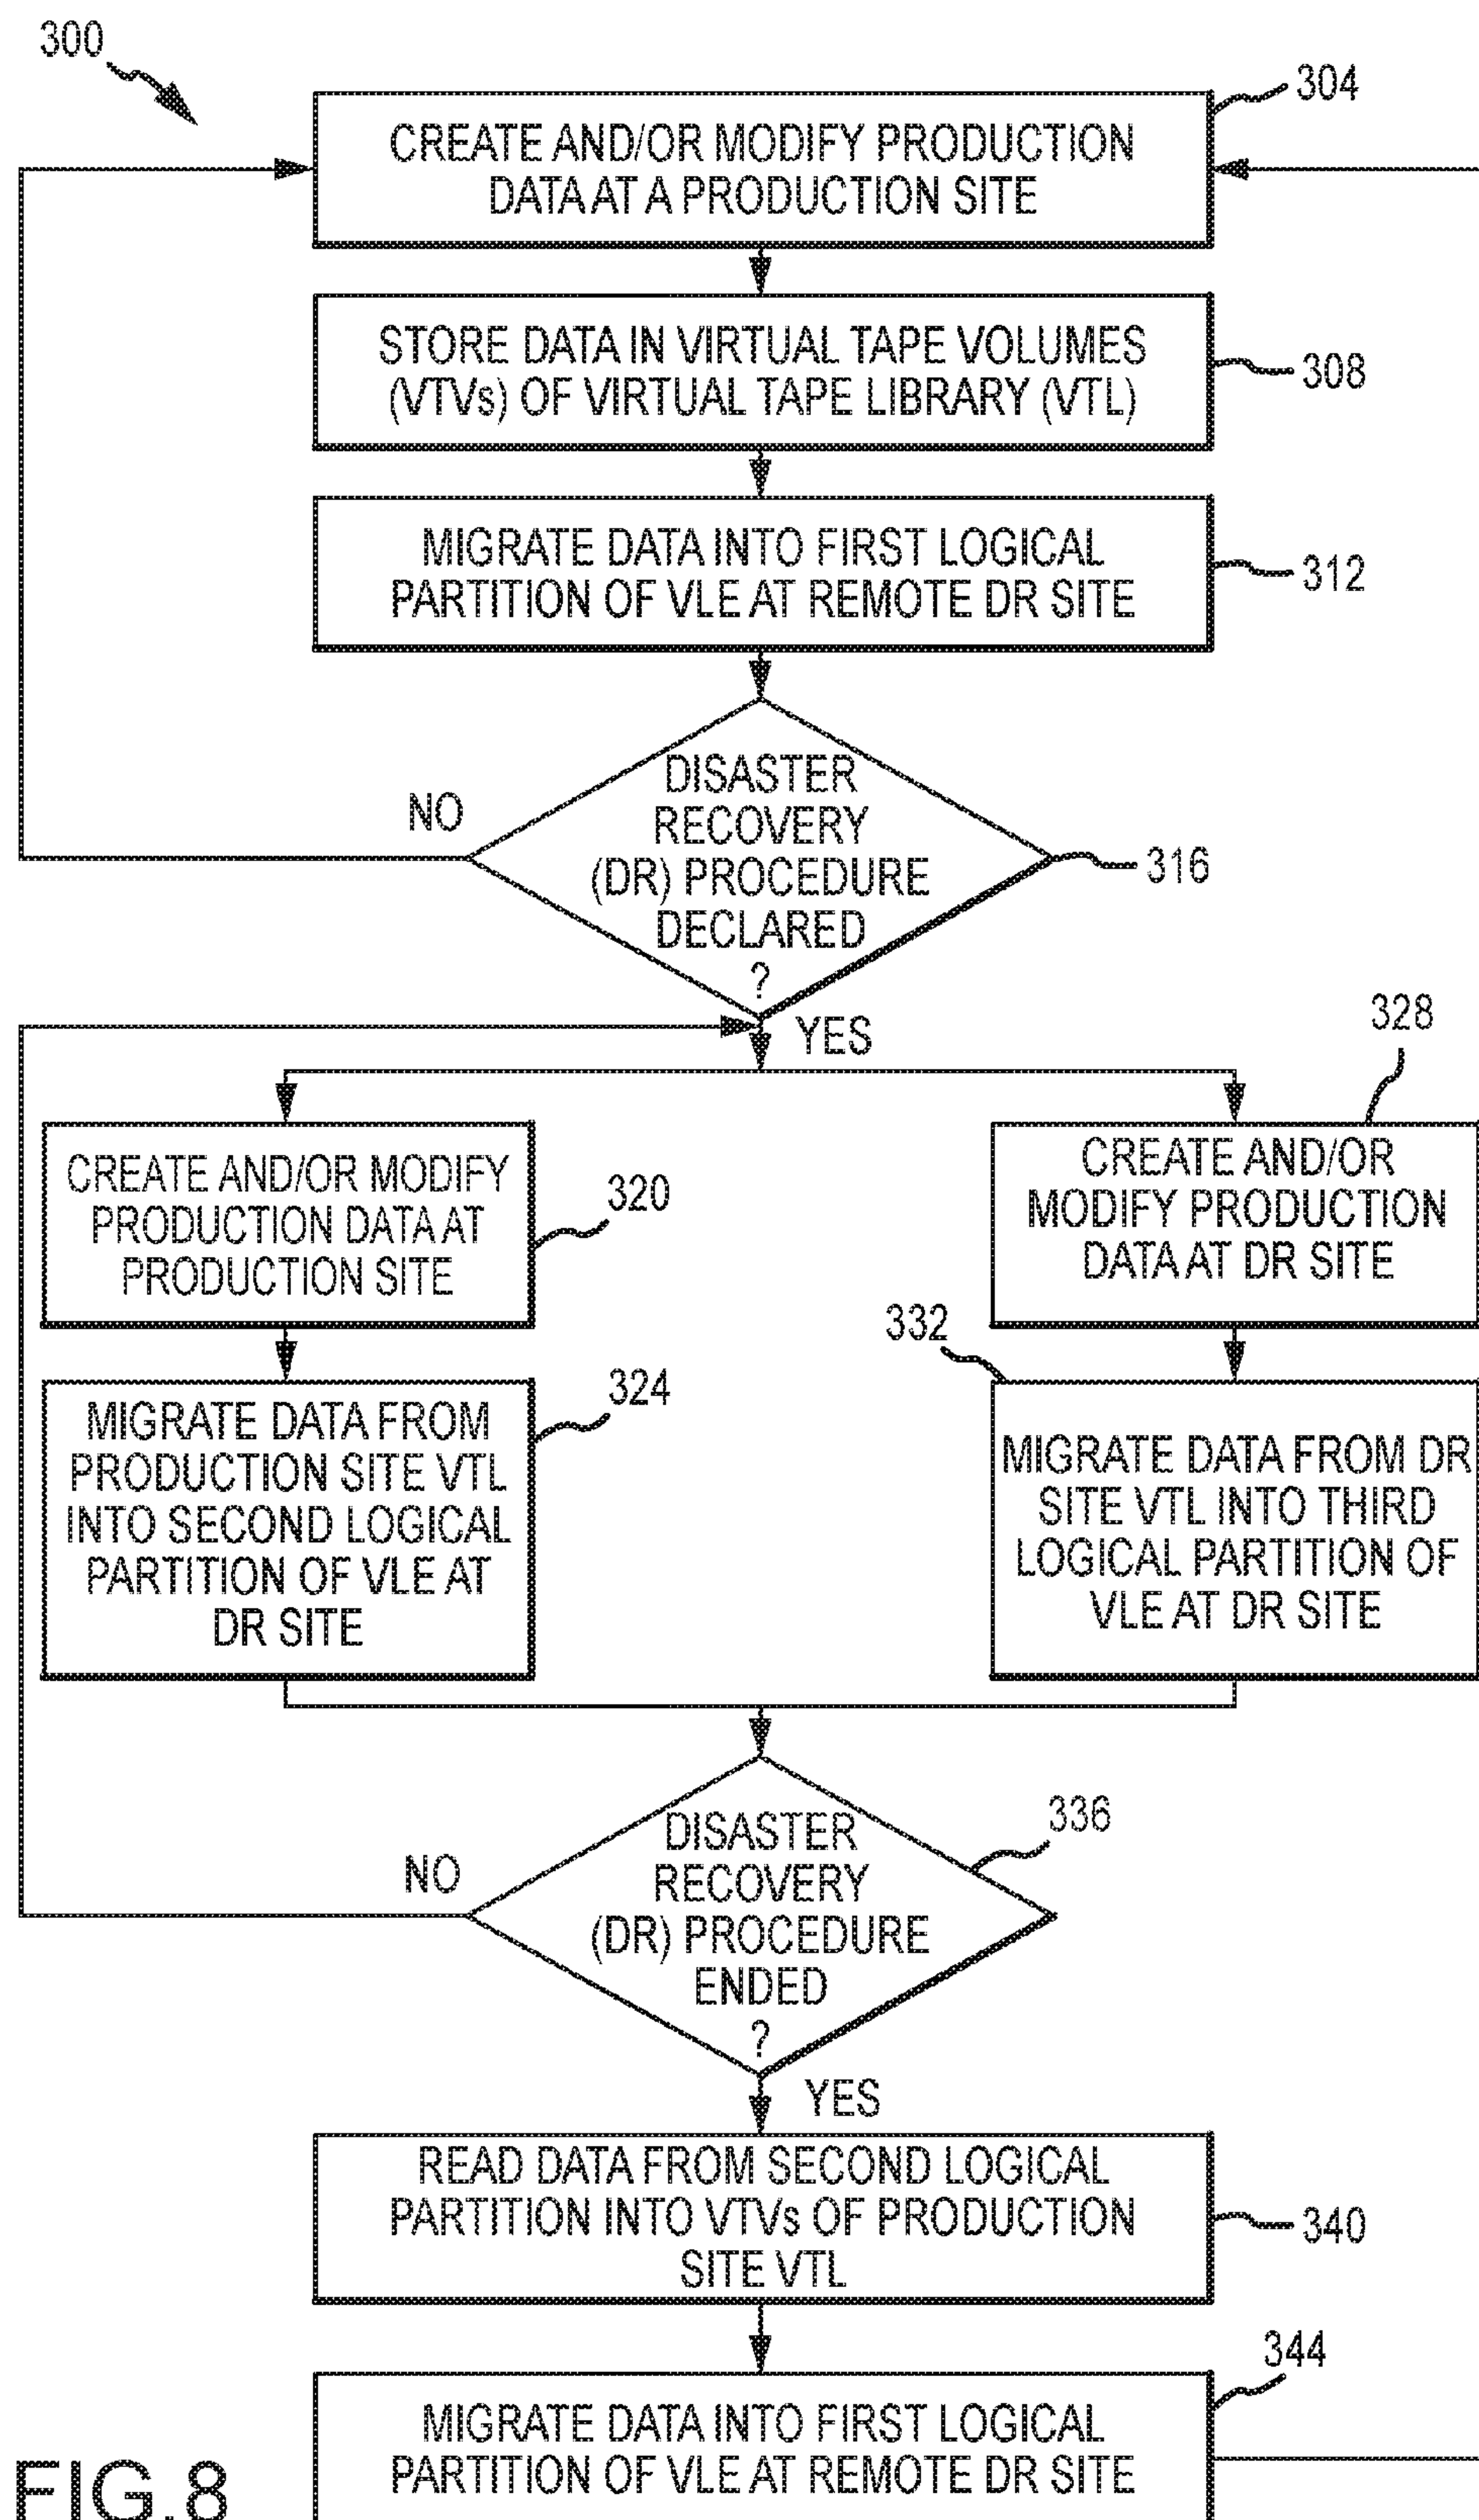 300
304
CREATE AND/OR MODIFY PRODUCTION
DATA AT A PRODUCTION SITE
STORE DATA IN VIRTUAL TAPE VOLUMES
(VTVs) OF VIRTUAL TAPE LIBRARY (VTL)
308
MIGRATE DATA INTO FIRST LOGICAL
PARTITION OF VLE AT REMOTE DR SITE
312
DISASTER
RECOVERY
(DR) PROCEDURE
DECLARED
?
NO
316
YES
328
CREATE AND/OR MODIFY
PRODUCTION DATA AT
PRODUCTION SITE
320
CREATE AND/OR
MODIFY PRODUCTION
DATA AT DR SITE
332
324
MIGRATE DATA FROM
PRODUCTION SITE VTL
INTO SECOND LOGICAL
PARTITION OF VLE AT
DR SITE
MIGRATE DATA FROM DR
SITE VTL INTO THIRD
LOGICAL PARTITION OF
VLE AT DR SITE
DISASTER
RECOVERY
(DR) PROCEDURE
ENDED
?
336
NO
YES
READ DATA FROM SECOND LOGICAL
PARTITION INTO VTVs OF PRODUCTION
SITE VTL
340
344
MIGRATE DATA INTO FIRST LOGICAL
PARTITION OF VLE AT REMOTE DR SITE
FIG.8